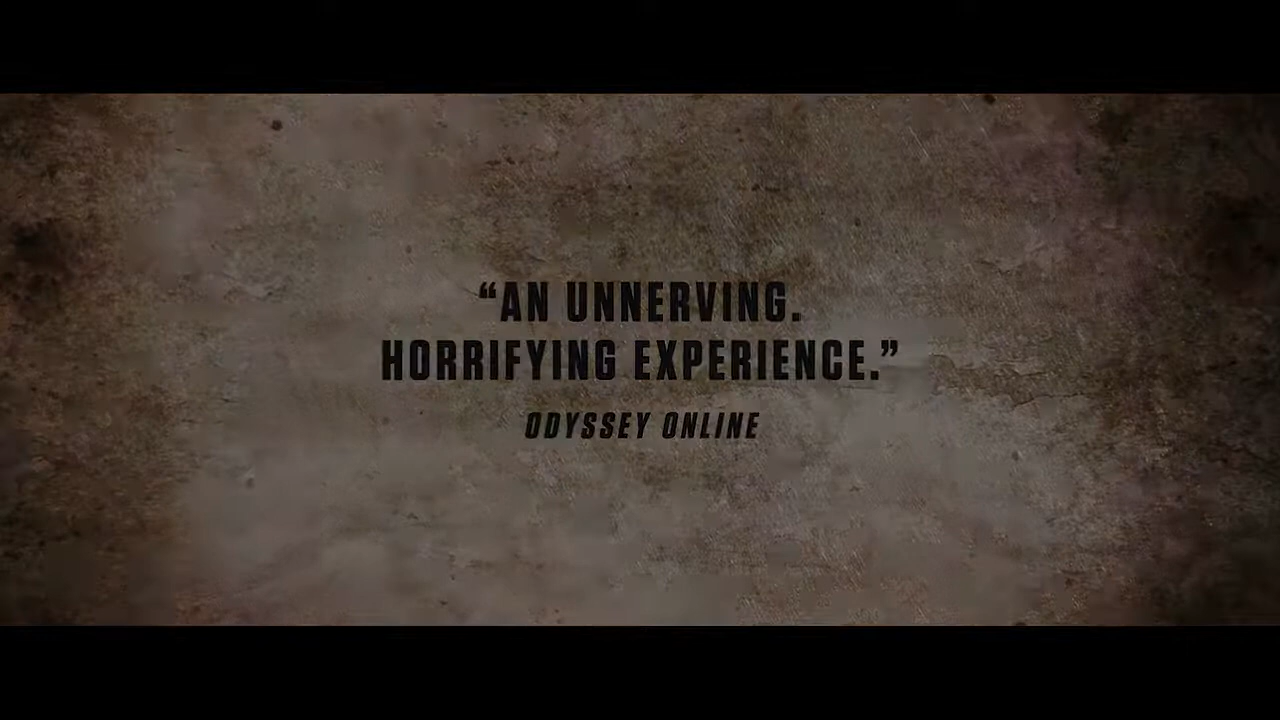 “AN UNNERVING.
HORRIFYING EXPERIENCE.”
ODYSSEY ONLINE